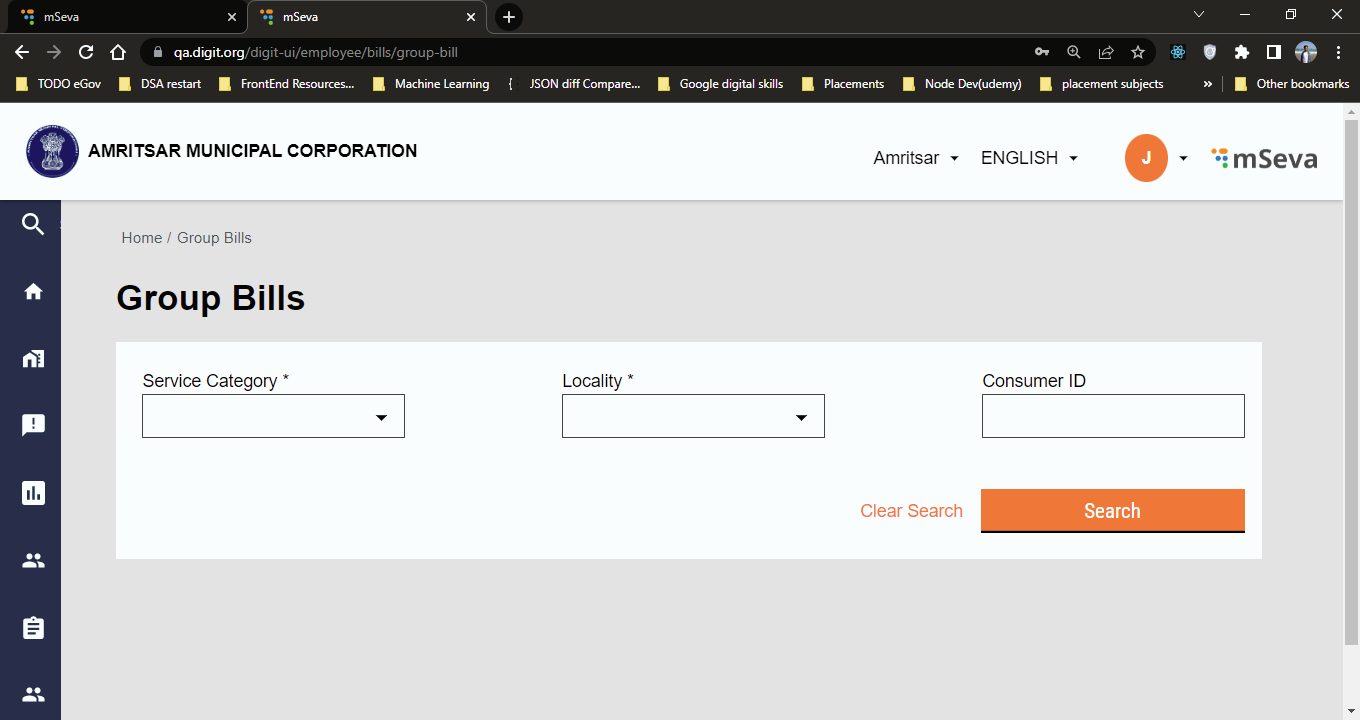 mSeva
mSeva
qa.digit.org/digit-ui/employee/bills/group-bill
TODO eGov
DSA restart
FrontEnd Resources...
Machine Learning
{ JSON diff Compare...
Google digital skills
Placements
Node Dev(udemy)
placement subjects
»
Other bookmarks
AMRITSAR MUNICIPAL CORPORATION
Amritsar
ENGLISH
J
mSeva
Home / Group Bills
Group Bills
Service Category *
Locality *
Consumer ID
Clear Search
Search